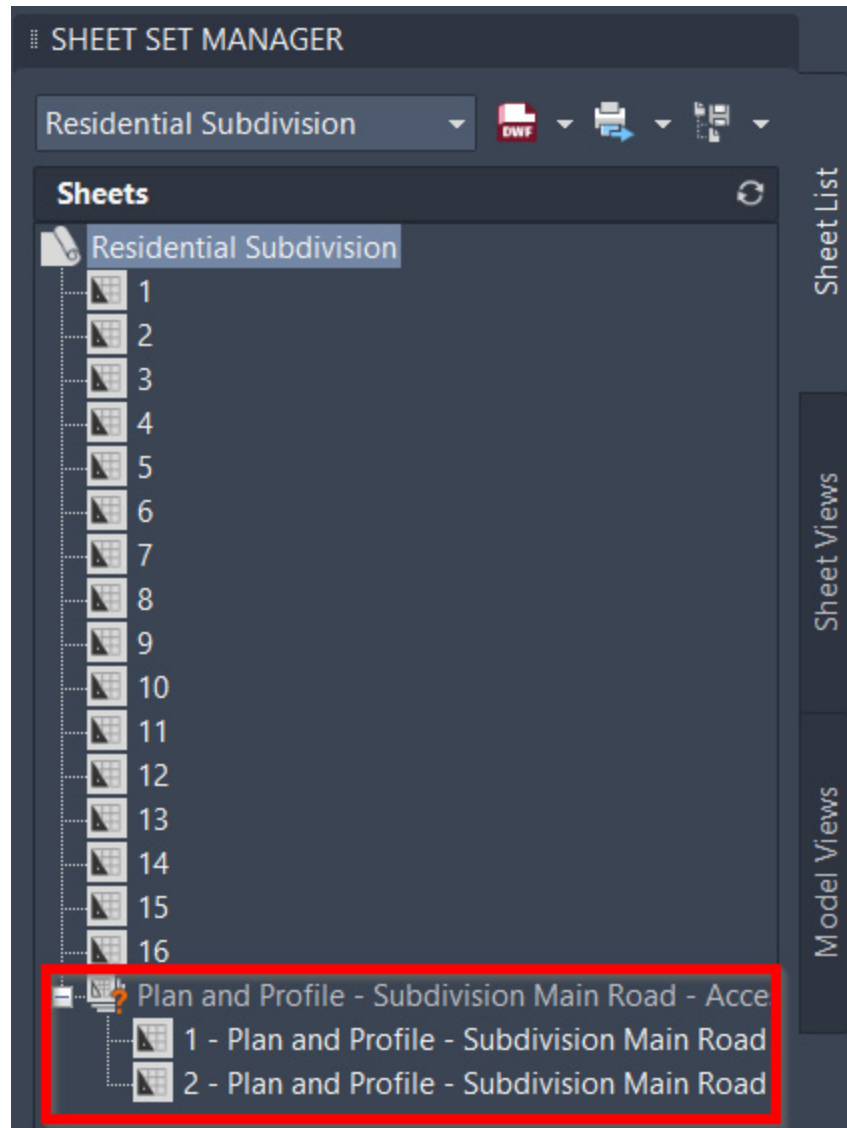 SHEET SET MANAGER
Residential Subdivision
DWF
Sheets
Residential Subdivision
1
2
3
4
5
6
7
8
9
10
11
12
13
14
15
16
Plan and Profile - Subdivision Main Road - Acce
1 - Plan and Profile - Subdivision Main Road
2 - Plan and Profile - Subdivision Main Road
Sheet List
Sheet Views
Model Views